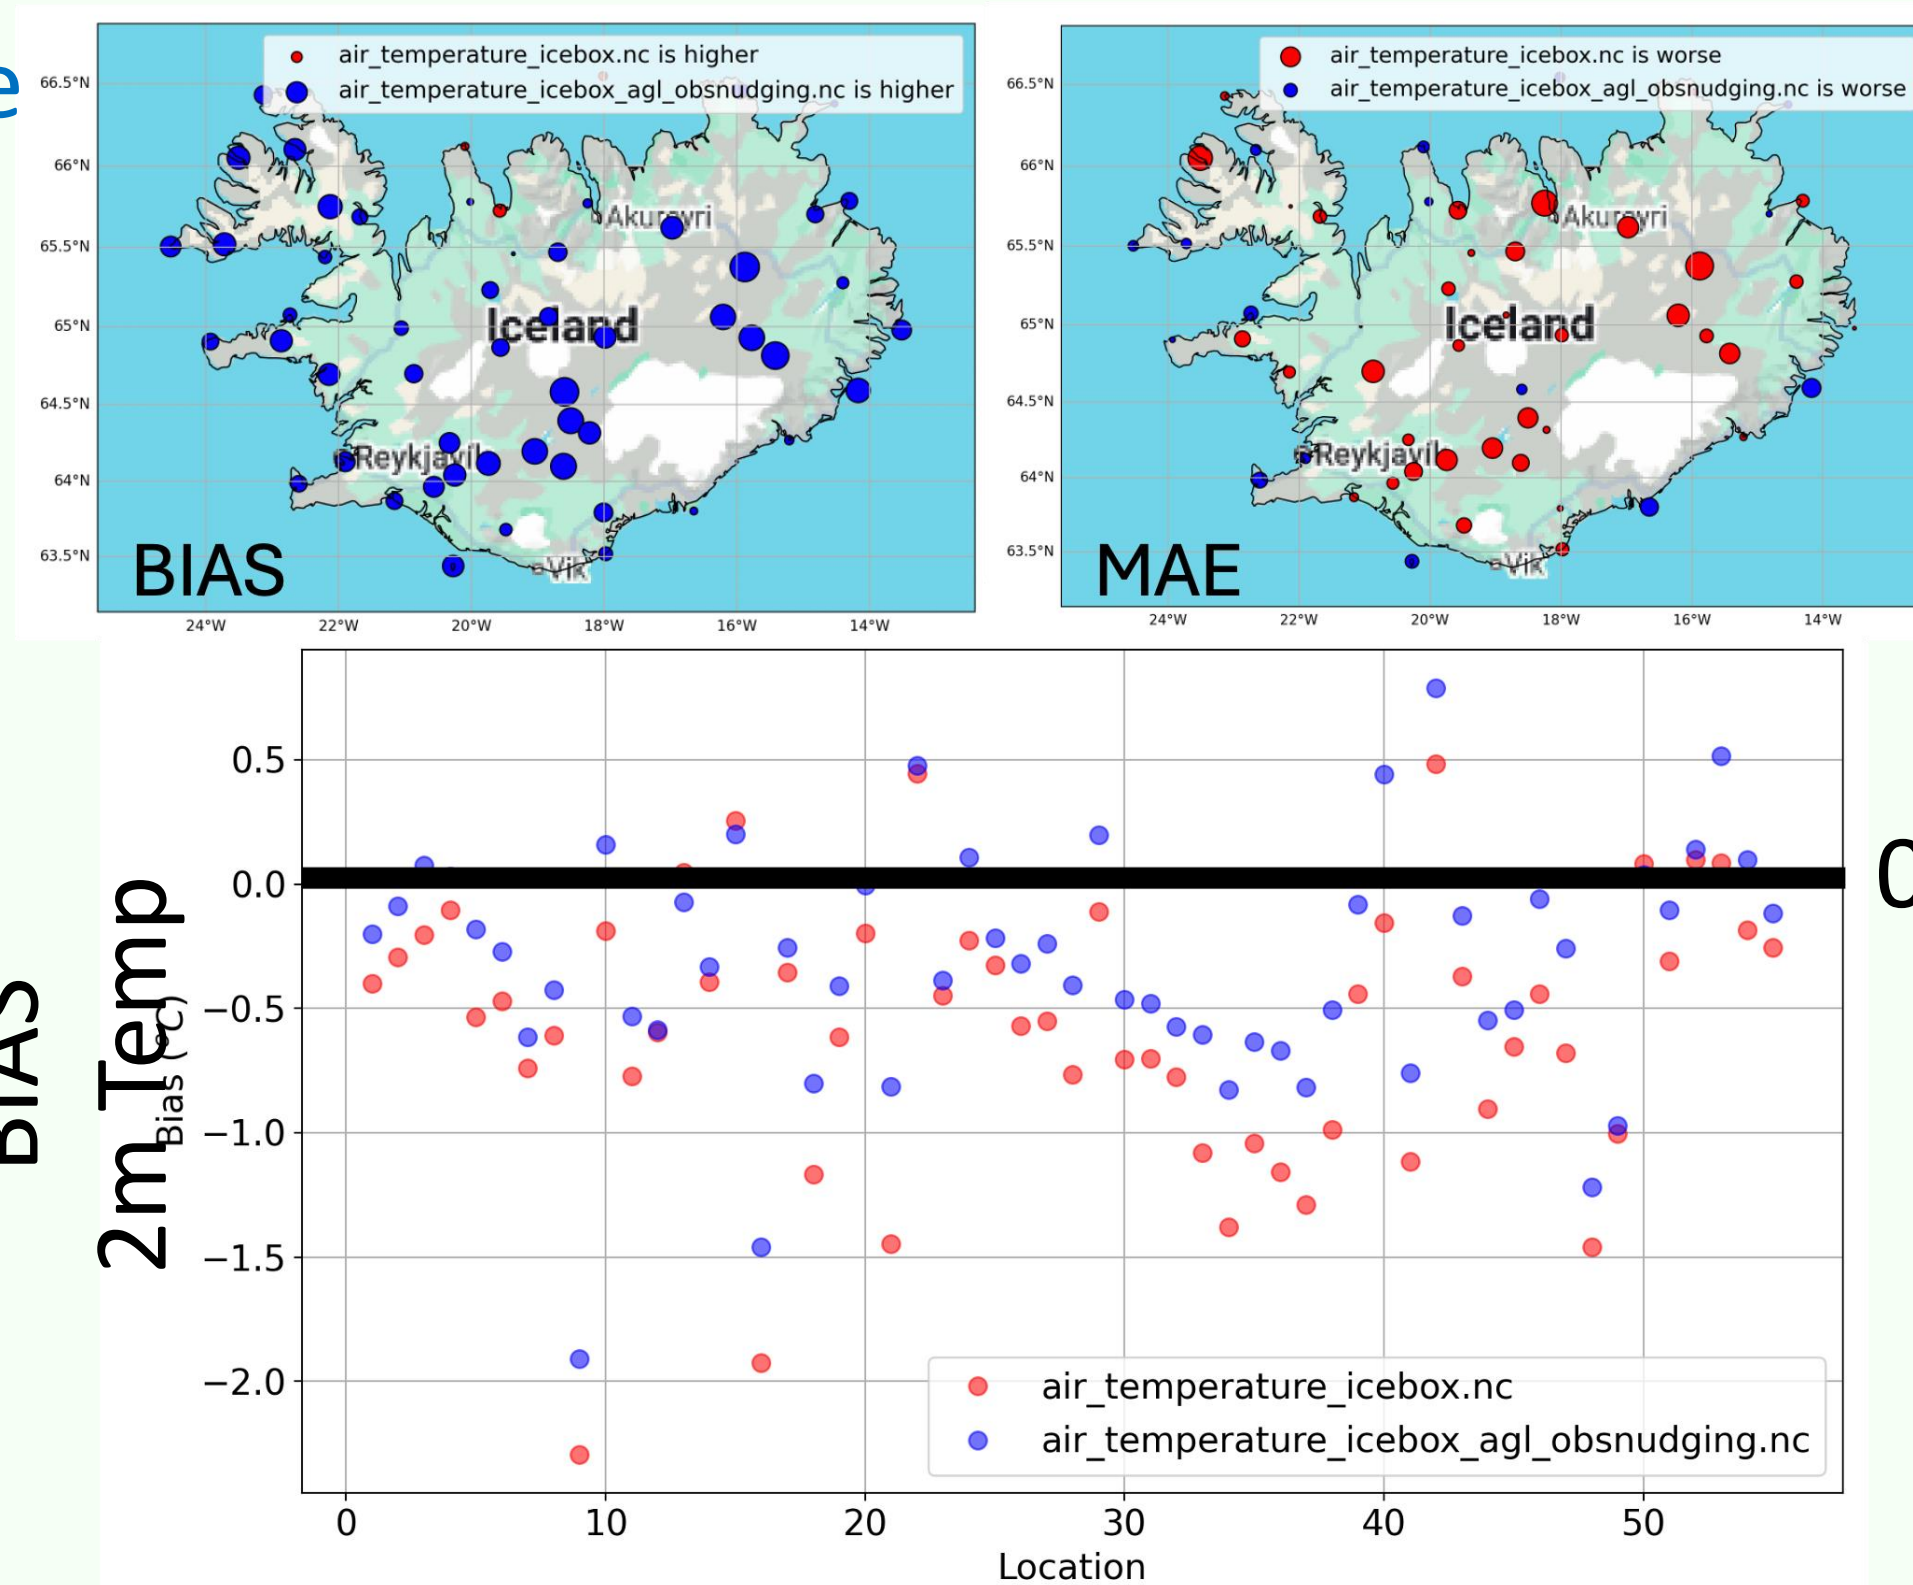 e
air_temperature_icebox.nc is higher
air_temperature_icebox_agl_obsnudging.nc is higher
66.5°N
66°N
65.5°N
65°N
64.5°N
64°N
63.5°N
Akureyri
Iceland
Reykjavík
Vik
BIAS
24°W 22°W 20°W 18°W 16°W 14°W
air_temperature_icebox.nc is worse
air_temperature_icebox_agl_obsnudging.nc is worse
66.5°N
66°N
65.5°N
65°N
64.5°N
64°N
63.5°N
Akureyri
Iceland
Reykjavík
Vik
MAE
24°W 22°W 20°W 18°W 16°W 14°W
BIAS
2m Temp
Bias (°C)
0.5
0.0
−0.5
−1.0
−1.5
−2.0
0
air_temperature_icebox.nc
air_temperature_icebox_agl_obsnudging.nc
0 10 20 30 40 50
Location